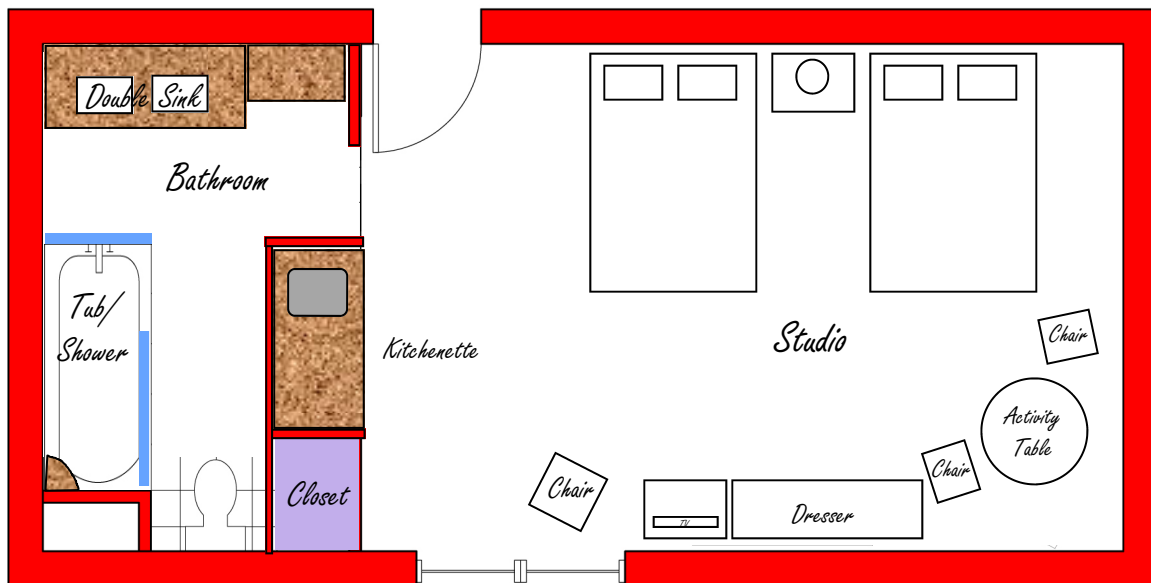 Double Sink
Bathroom
Tub/
Shower
Kitchenette
Studio
Chair
Activity
Table
Chair
Chair
Closet
TV
Dresser